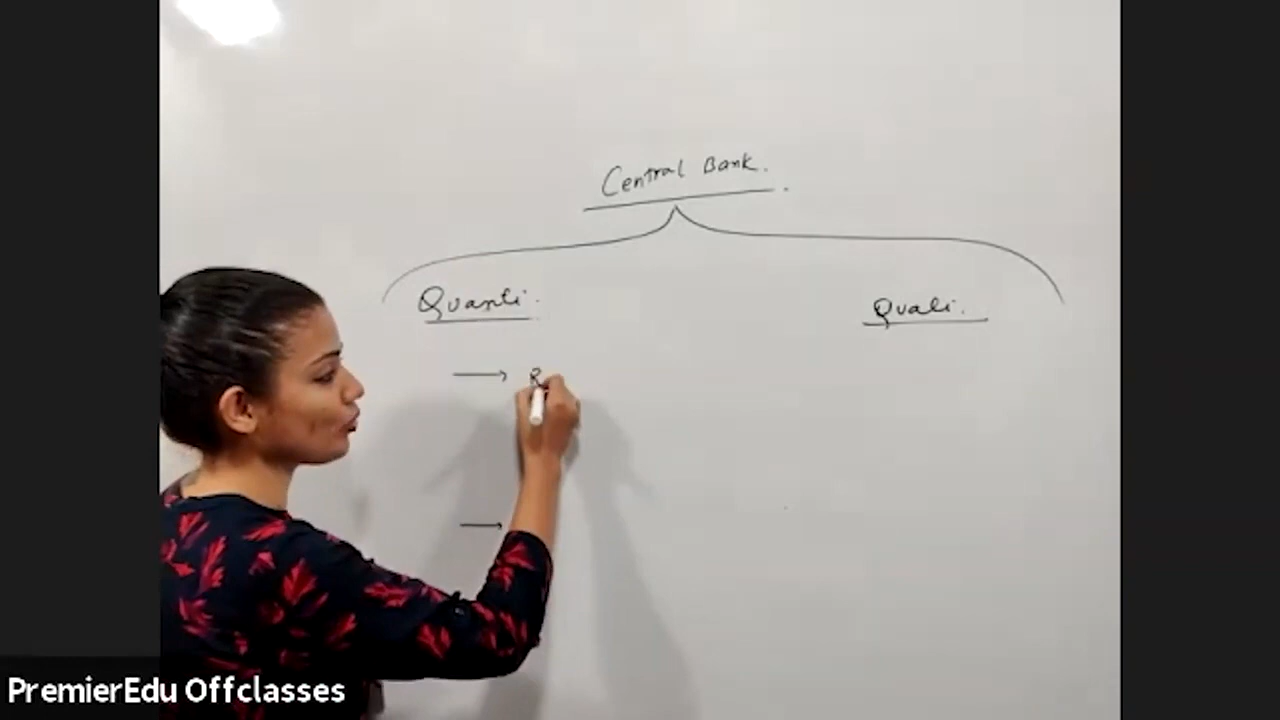 Central Bank.
Quanti.
Quali.
→ R
→
PremierEdu Offclasses